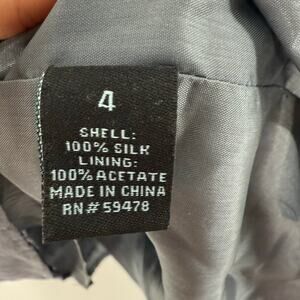 4
SHELL:
100% SILK
LINING:
100% ACETATE
MADE IN CHINA
RN# 59478